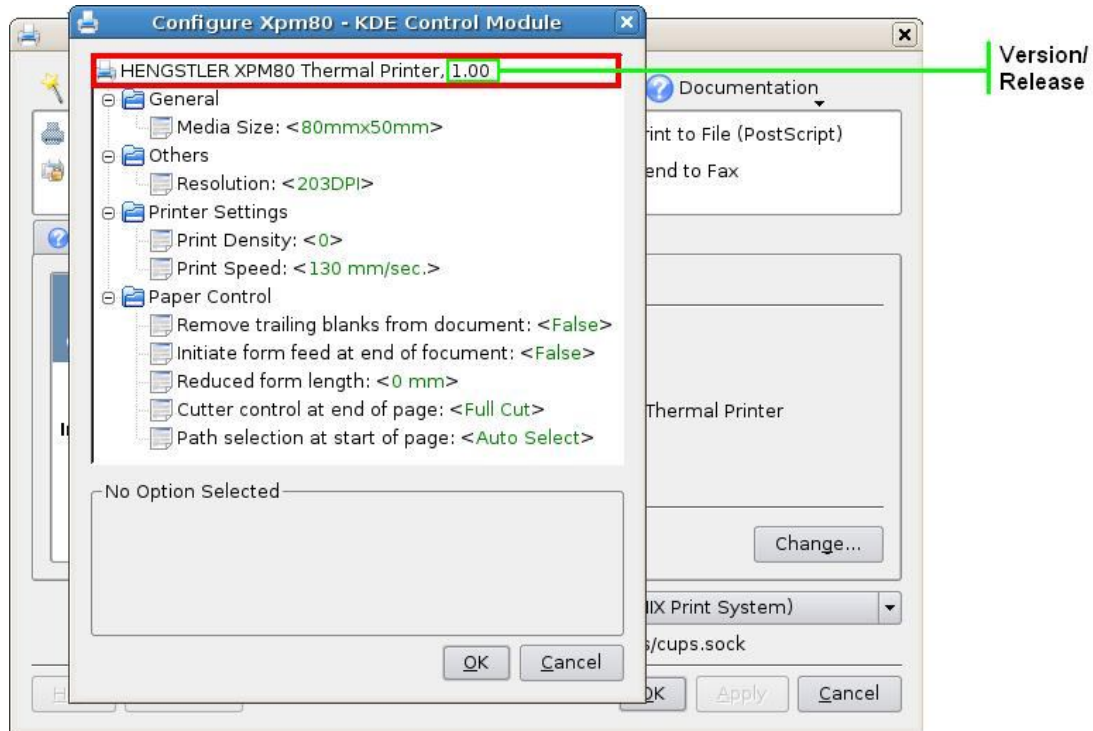 Configure Xpm80 - KDE Control Module
HENGSTLER XPM80 Thermal Printer, 1.00
General
Media Size: <80mmx50mm>
Others
Resolution: <203DPI>
Printer Settings
Print Density: <0>
Print Speed: <130 mm/sec.>
Paper Control
Remove trailing blanks from document: <False>
Initiate form feed at end of focument: <False>
Reduced form length: <0 mm>
Cutter control at end of page: <Full Cut>
Path selection at start of page: <Auto Select>
No Option Selected
OK Cancel
Version/
Release
Documentation
rint to File (PostScript)
end to Fax
Thermal Printer
Change...
IX Print System)
s/cups.sock
OK Apply Cancel